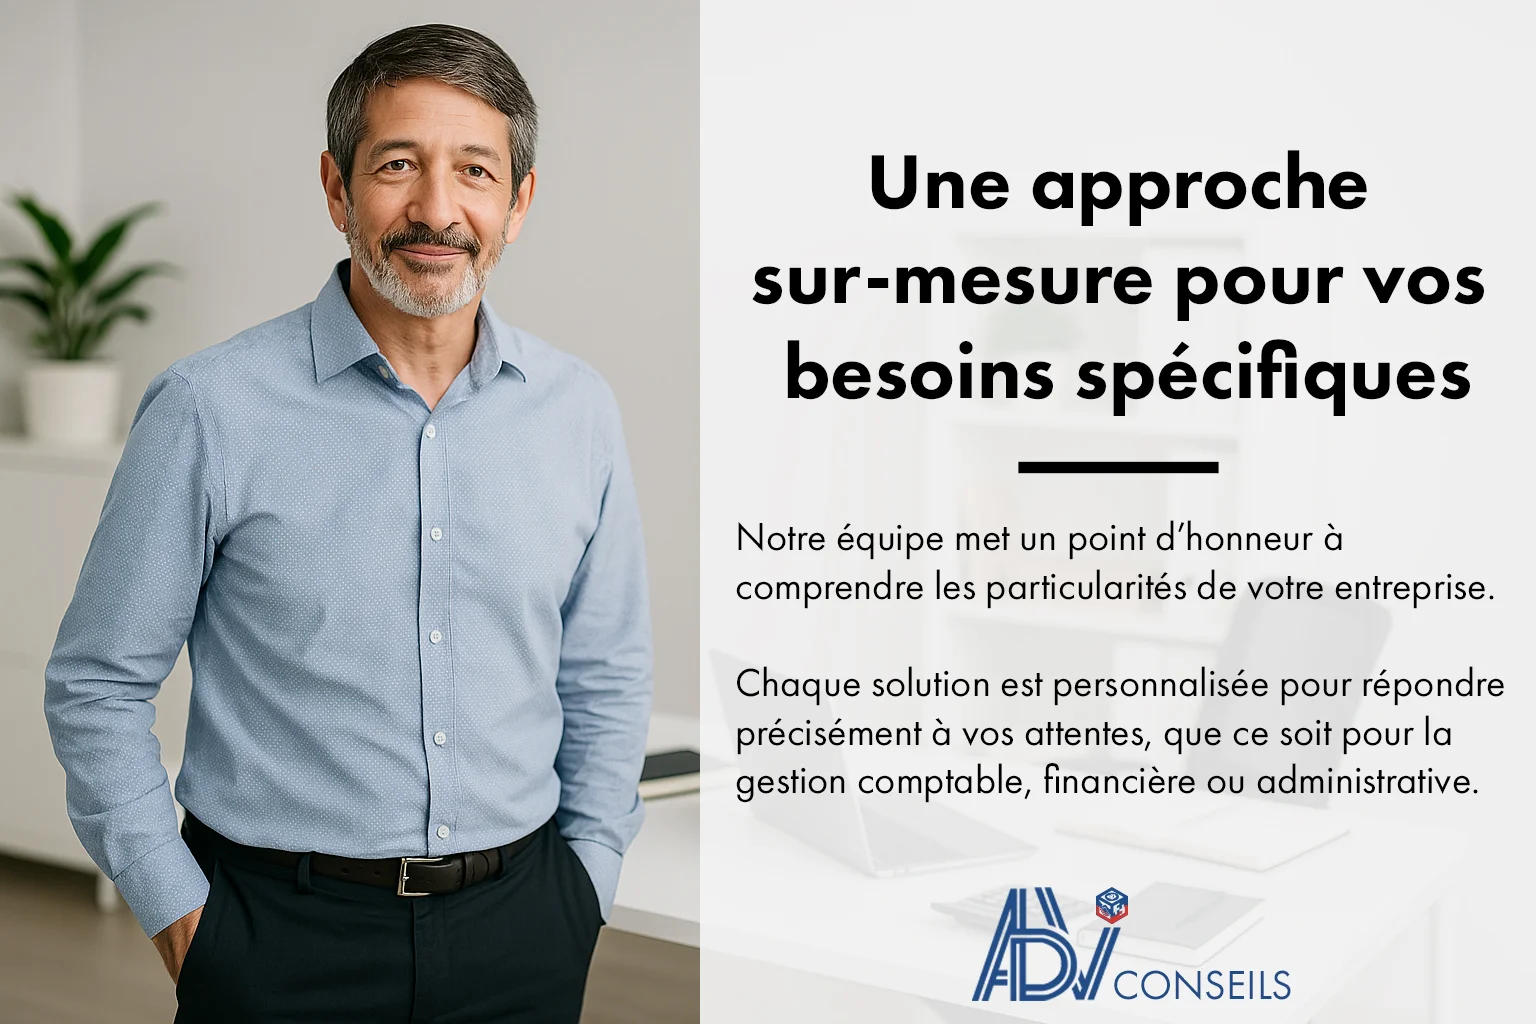 Une approche
sur-mesure pour vos
besoins spécifiques
Notre équipe met un point d’honneur à
comprendre les particularités de votre entreprise.
Chaque solution est personnalisée pour répondre
précisément à vos attentes, que ce soit pour la
gestion comptable, financière ou administrative.
ADV CONSEILS